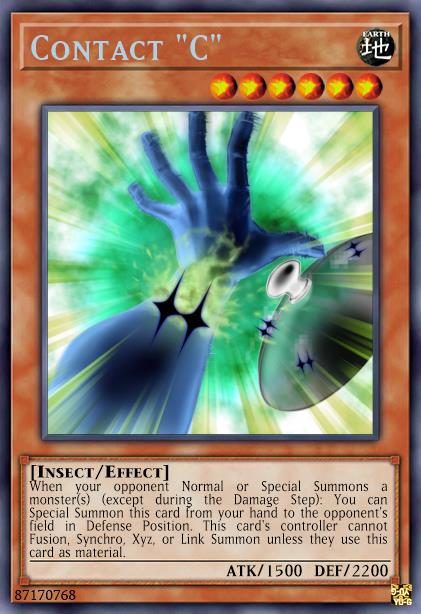 CONTACT "C"
EARTH
地
[INSECT/EFFECT]
When your opponent Normal or Special Summons a
monster(s) (except during the Damage Step): You can
Special Summon this card from your hand to the opponent's
field in Defense Position. This card's controller cannot
Fusion, Synchro, Xyz, or Link Summon unless they use this
card as material.
ATK/1500 DEF/2200
87170768